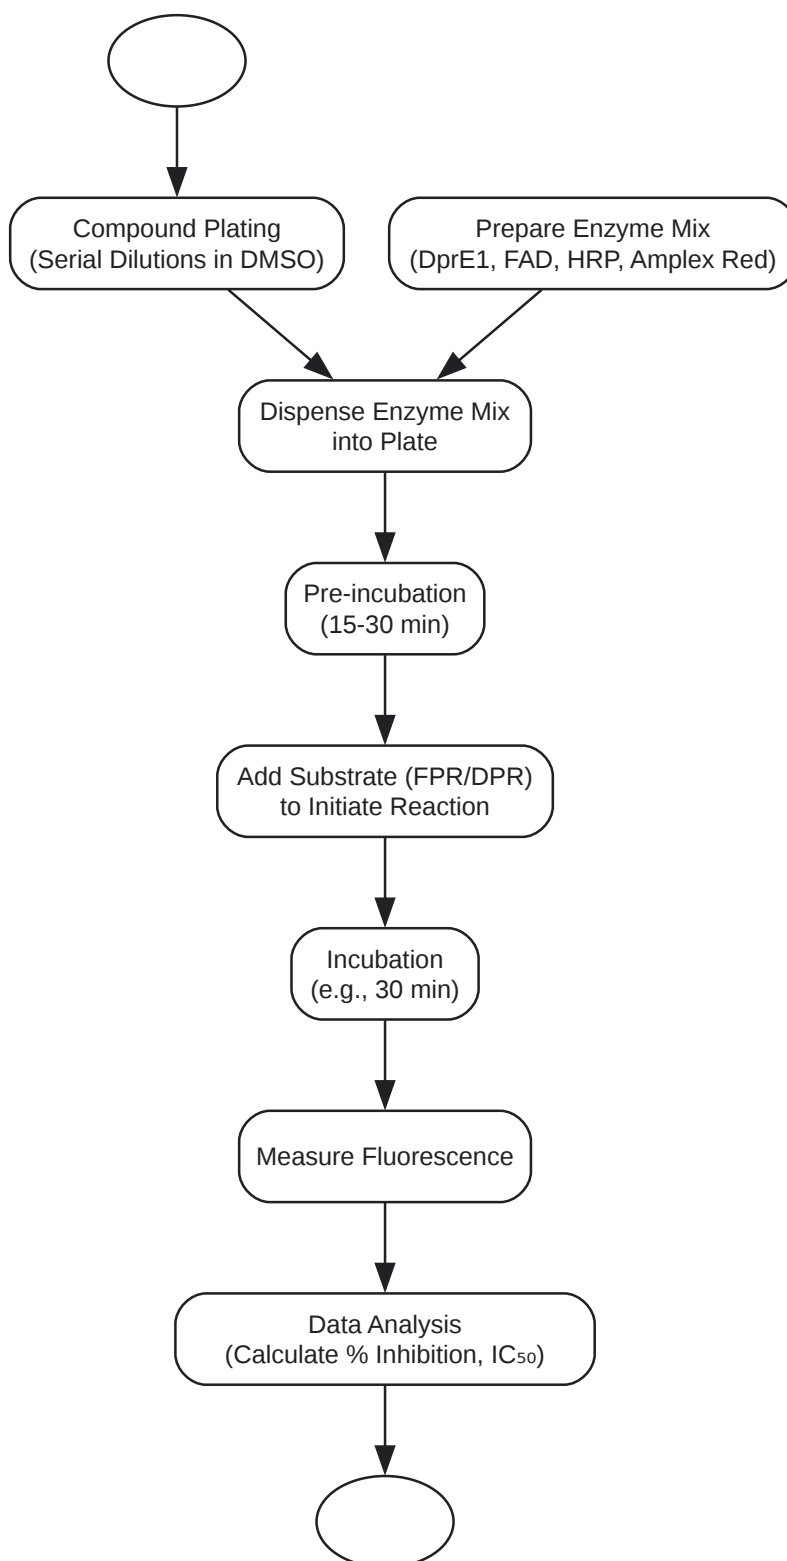 Compound Plating
(Serial Dilutions in DMSO)
Prepare Enzyme Mix
(DprE1, FAD, HRP, Amplex Red)
Dispense Enzyme Mix
into Plate
Pre-incubation
(15-30 min)
Add Substrate (FPR/DPR)
to Initiate Reaction
Incubation
(e.g., 30 min)
Measure Fluorescence
Data Analysis
(Calculate % Inhibition, IC₅₀)